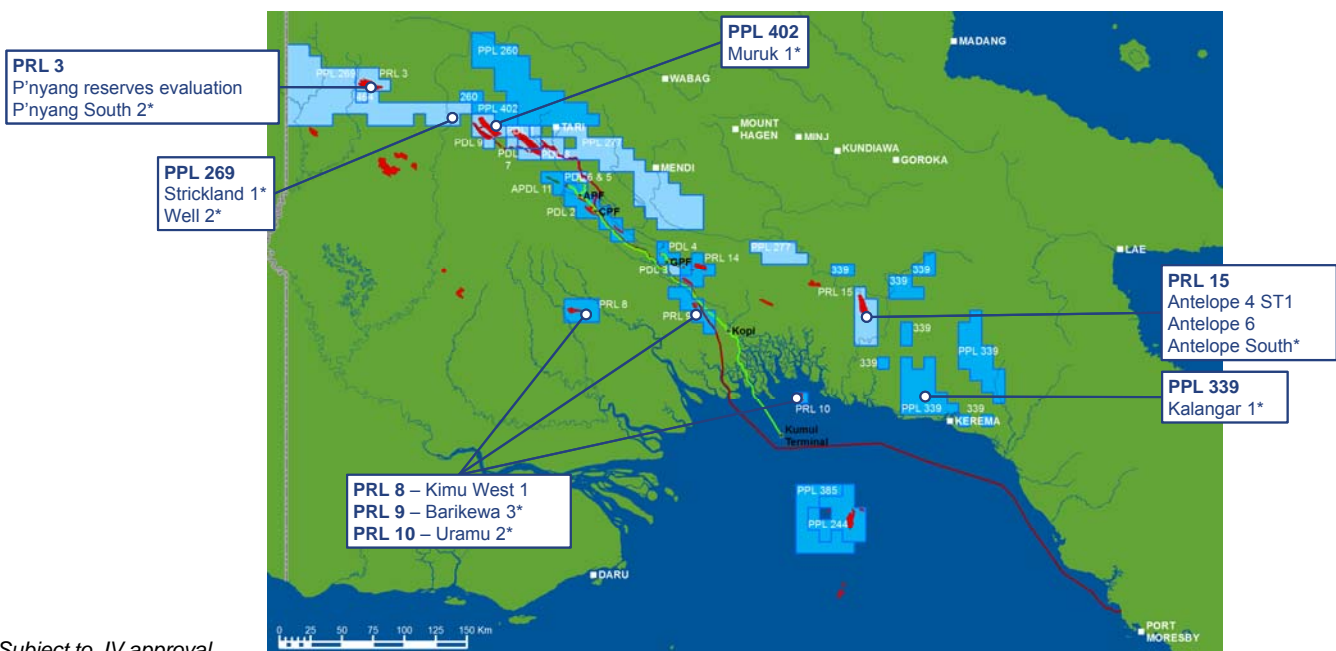 PRL 3
P'nyang reserves evaluation
P'nyang South 2*
PPL 402
Muruk 1*
PPL 269
Strickland 1*
Well 2*
PRL 15
Antelope 4 ST1
Antelope 6
Antelope South*
PPL 339
Kalangar 1*
PRL 8 – Kimu West 1
PRL 9 – Barikewa 3*
PRL 10 – Uramu 2*
MADANG
PPL 260
WABAG
PPL 269
PRL 3
260
PPL 402
TARI
MOUNT
HAGEN
MINJ
KUNDIAWA
GOROKA
PDL 9
PDL
7
PPL 277
MENDI
PDL 6 & 5
APDL 11
APF
PDL 2
CPF
PDL 4
GPF
PRL 14
PPL 277
LAE
339
339
339
PRL 15
PRL 8
PRL 9
Kopi
339
339
PPL 339
PPL 339
339
KEREMA
PRL 10
Kumul
Terminal
PPL 385
PPL 244
DARU
0 25 50 75 100 125 150 Km
PORT
MORESBY
Subject to JV approval